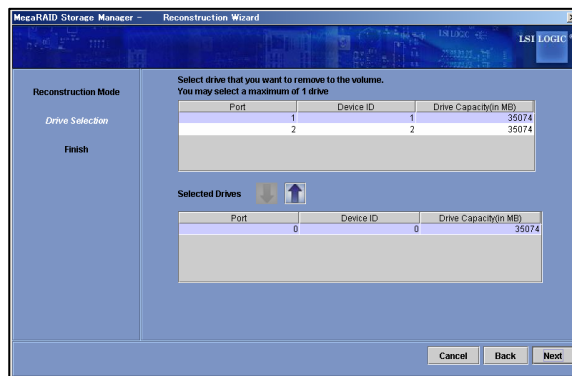 MegaRAID Storage Manager - Reconstruction Wizard
LSI LOGIC
LSI LOGIC
Reconstruction Mode
Drive Selection
Finish
Select drive that you want to remove to the volume.
You may select a maximum of 1 drive
Port Device ID Drive Capacity(in MB)
1 1 35074
2 2 35074
Selected Drives
Port Device ID Drive Capacity(in MB)
0 0 35074
Cancel Back Next